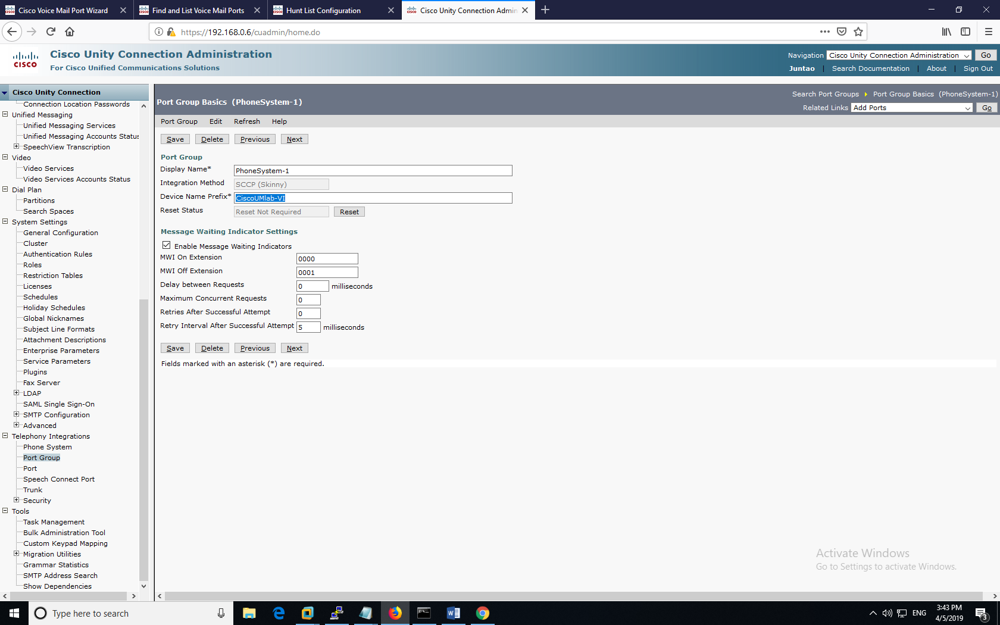 Cisco Voice Mail Port Wizard
Find and List Voice Mail Ports
Hunt List Configuration
Cisco Unity Connection Admin
https://192.168.0.6/cuadmin/home.do
CISCO
Cisco Unity Connection Administration
For Cisco Unified Communications Solutions
Navigation Cisco Unity Connection Administration Go
Juntao | Search Documentation | About | Sign Out
Cisco Unity Connection
Connection Location Passwords
Unified Messaging
Unified Messaging Services
Unified Messaging Accounts Status
SpeechView Transcription
Video
Video Services
Video Services Accounts Status
Dial Plan
Partitions
Search Spaces
System Settings
General Configuration
Cluster
Authentication Rules
Roles
Restriction Tables
Licenses
Schedules
Holiday Schedules
Global Nicknames
Subject Line Formats
Attachment Descriptions
Enterprise Parameters
Service Parameters
Plugins
Fax Server
LDAP
SAML Single Sign-On
SMTP Configuration
Advanced
Telephony Integrations
Phone System
Port Group
Port
Speech Connect Port
Trunk
Security
Tools
Task Management
Bulk Administration Tool
Custom Keypad Mapping
Migration Utilities
Grammar Statistics
SMTP Address Search
Show Dependencies
Port Group Basics (PhoneSystem-1)
Search Port Groups Port Group Basics (PhoneSystem-1)
Related Links Add Ports Go
Port Group Edit Refresh Help
Save Delete Previous Next
Port Group
Display Name* PhoneSystem-1
Integration Method SCCP (Skinny)
Device Name Prefix* CiscoUMlab-VI
Reset Status Reset Not Required Reset
Message Waiting Indicator Settings
Enable Message Waiting Indicators
MWI On Extension 0000
MWI Off Extension 0001
Delay between Requests 0 milliseconds
Maximum Concurrent Requests 0
Retries After Successful Attempt 0
Retry Interval After Successful Attempt 5 milliseconds
Save Delete Previous Next
Fields marked with an asterisk (*) are required.
Activate Windows
Go to Settings to activate Windows.
Type here to search
ENG
3:43 PM
4/5/2019
3